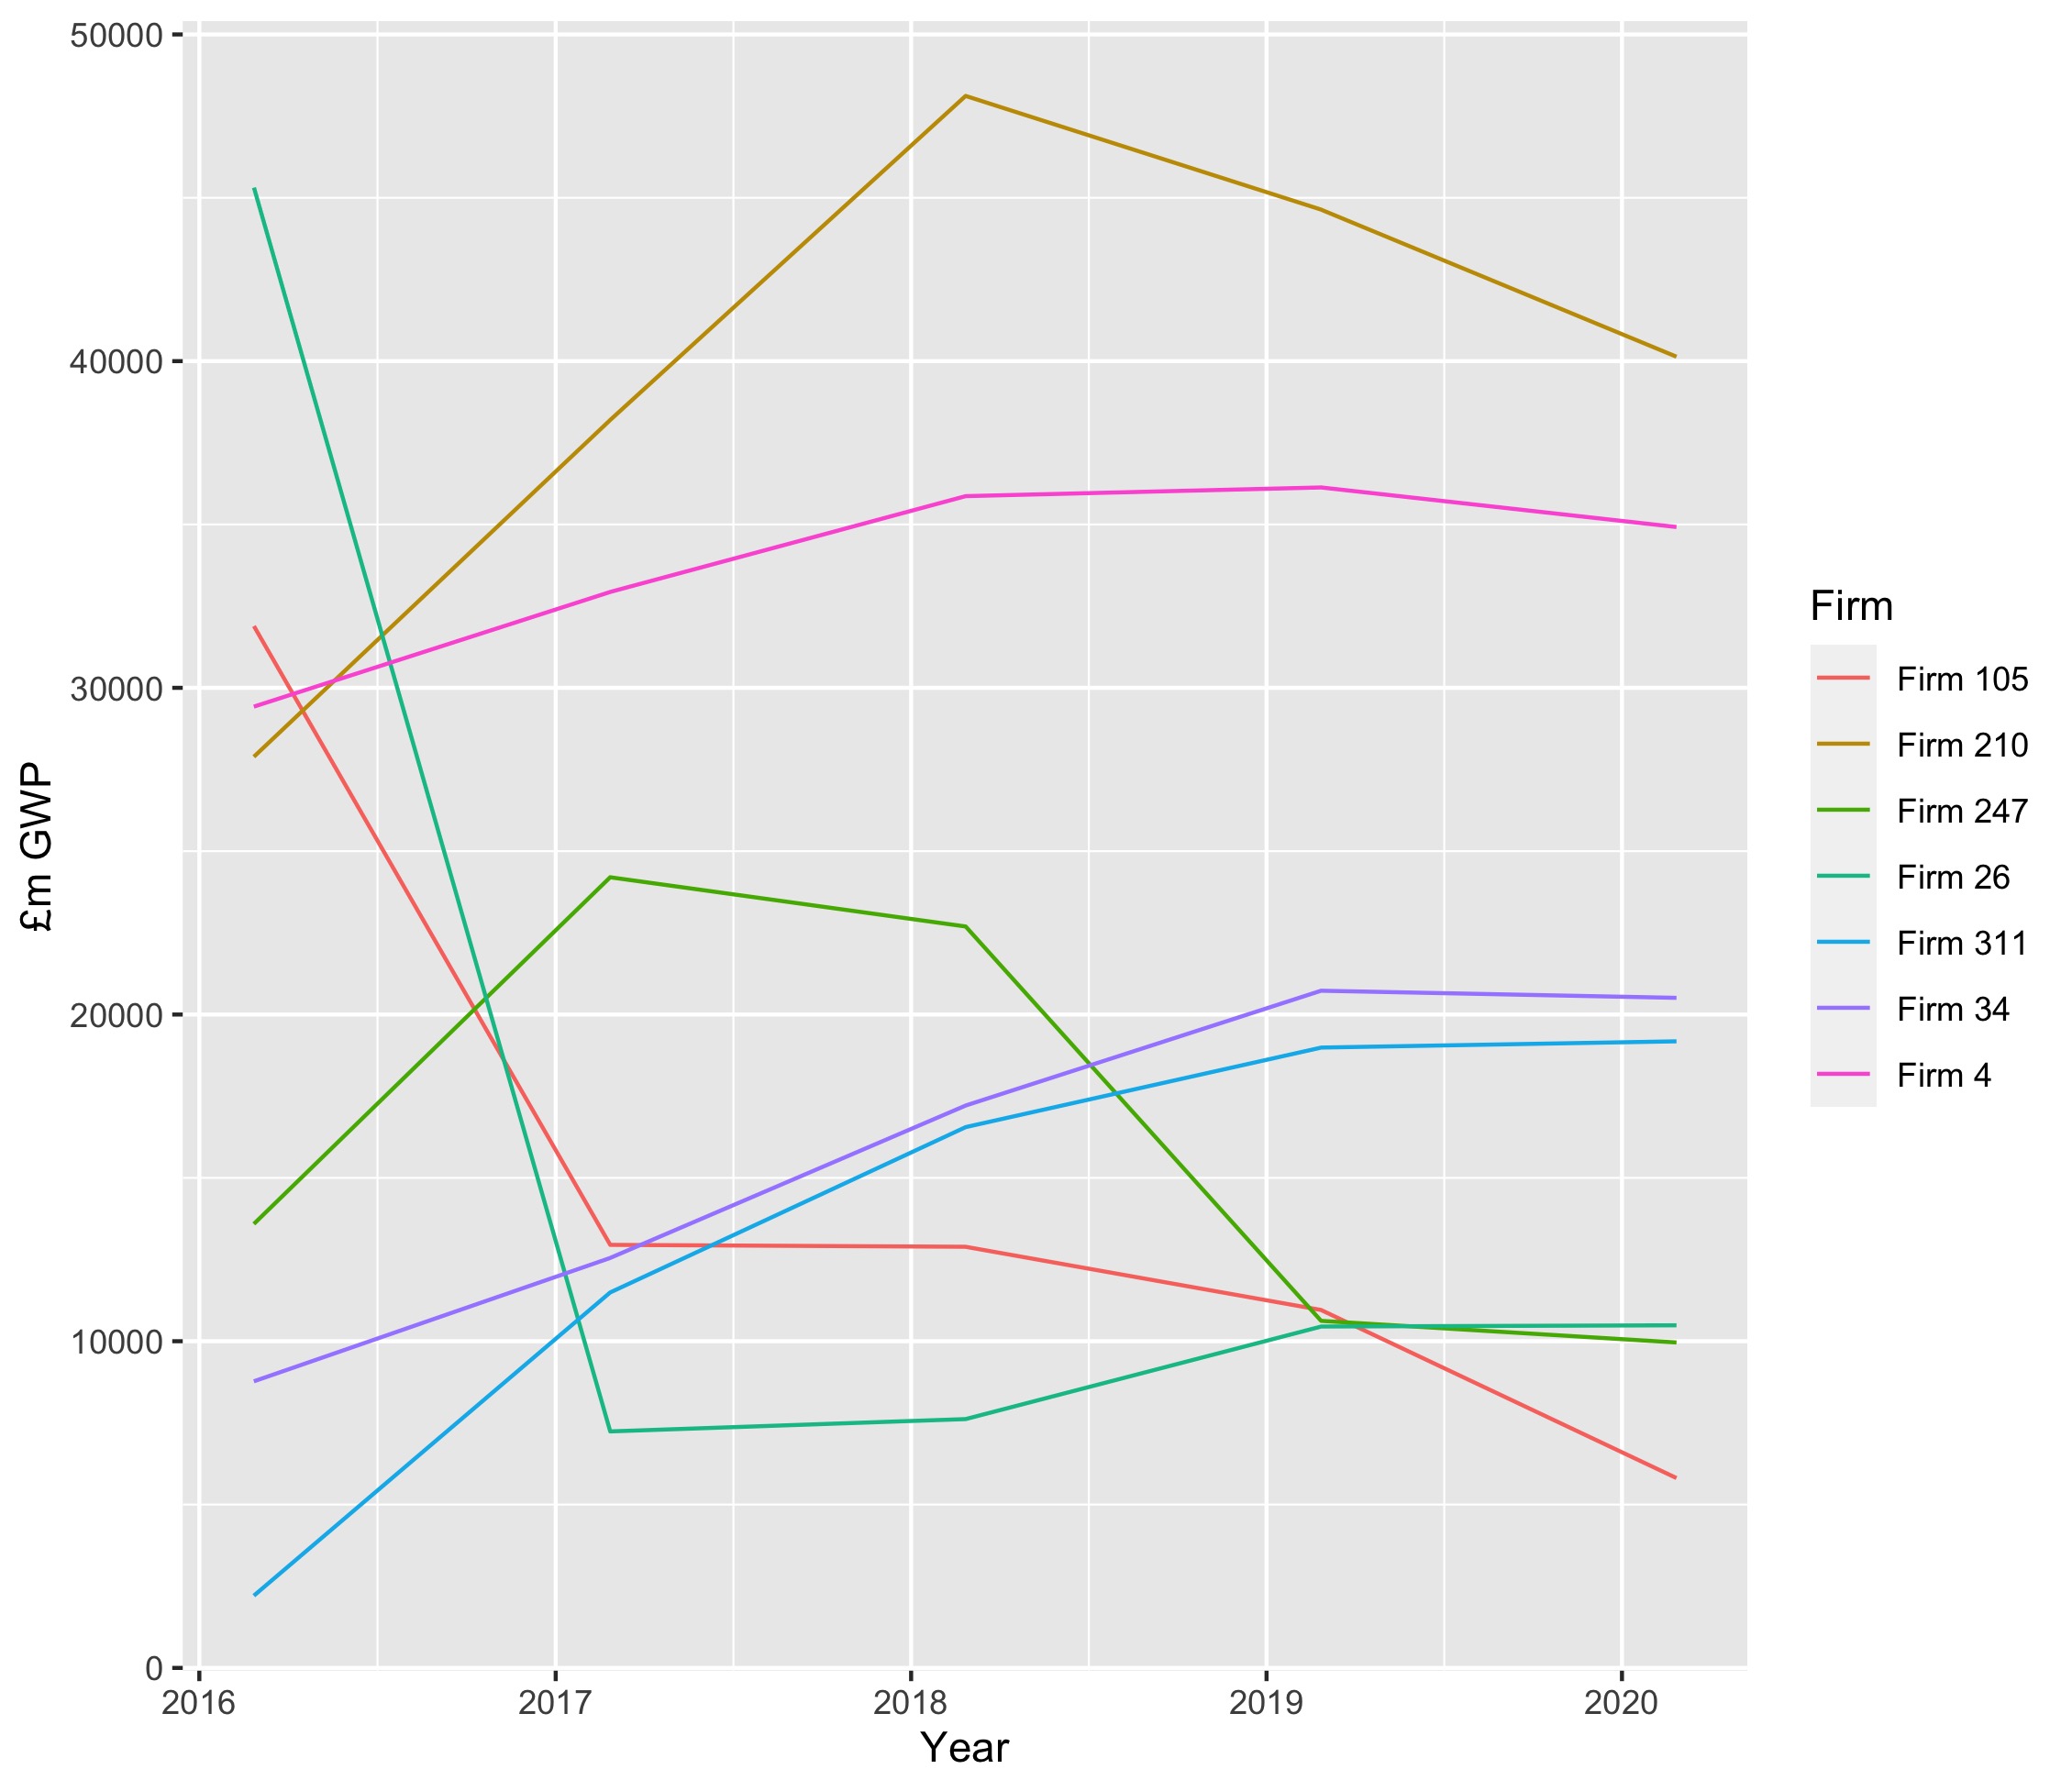 50000
40000
30000
20000
10000
0
£m GWP
2016 2017 2018 2019 2020
Year
Firm
Firm 105
Firm 210
Firm 247
Firm 26
Firm 311
Firm 34
Firm 4